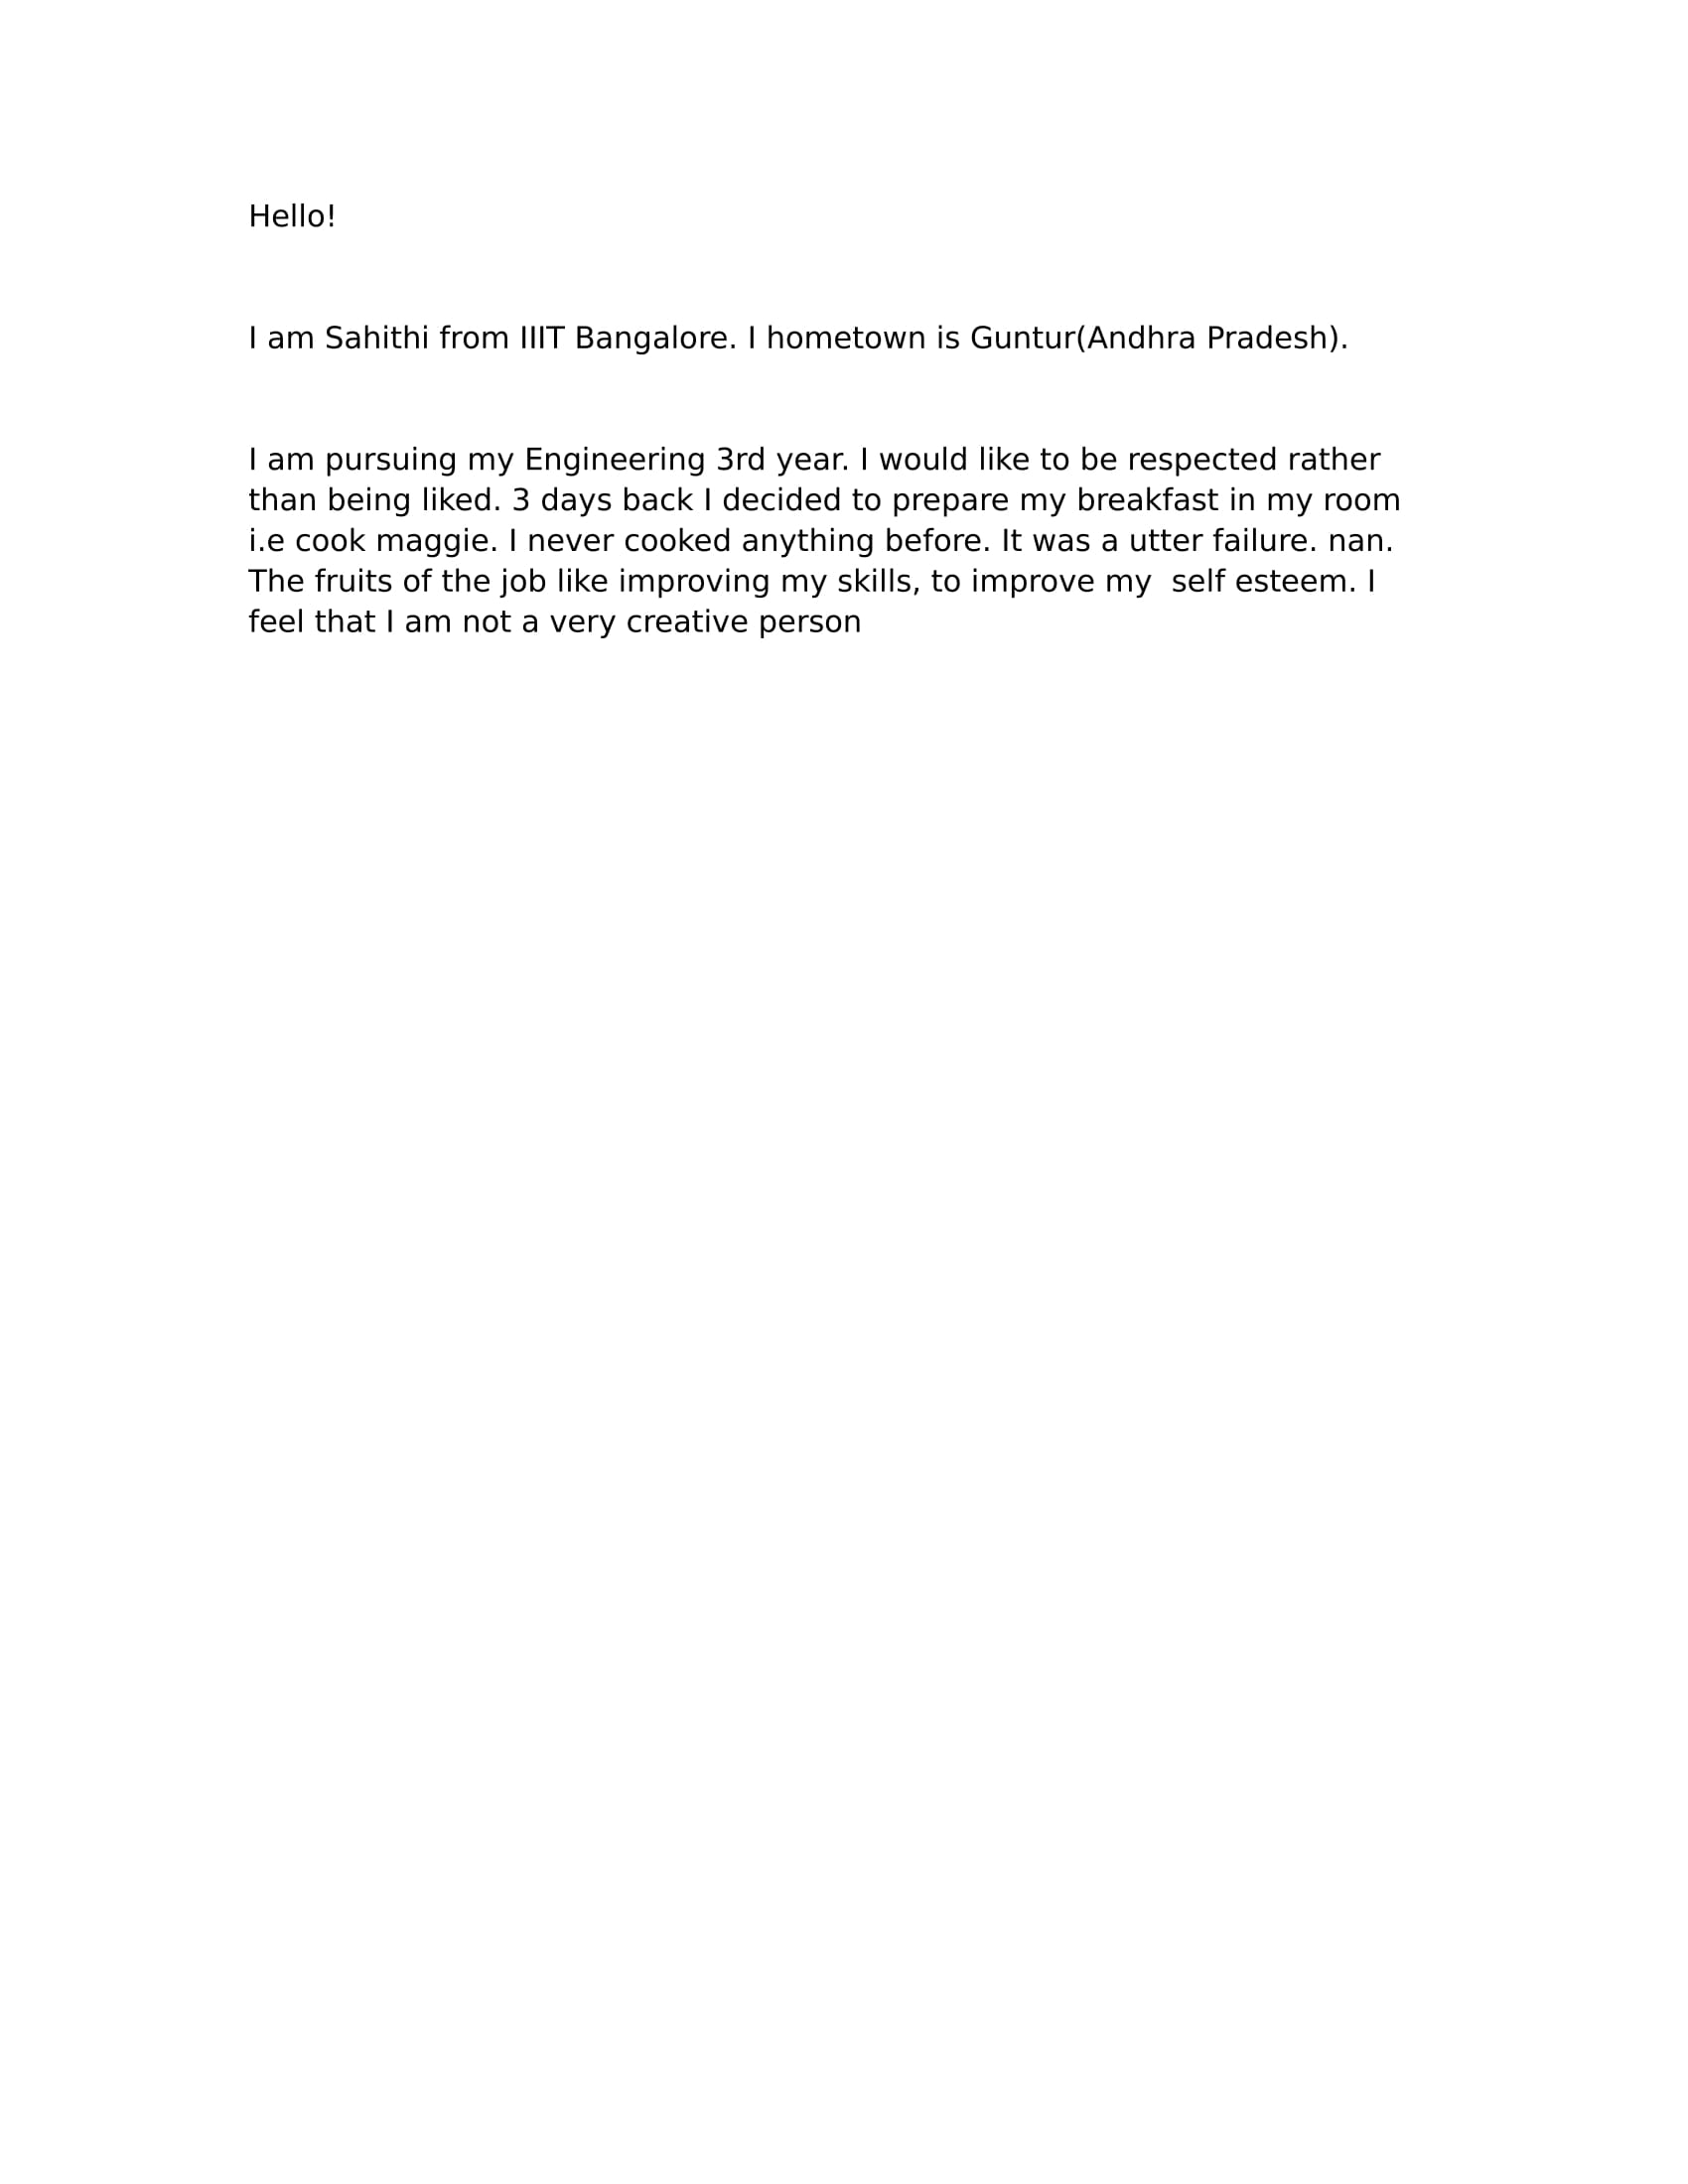 Hello!
I am Sahithi from IIIT Bangalore. I hometown is Guntur(Andhra Pradesh).
I am pursuing my Engineering 3rd year. I would like to be respected rather
than being liked. 3 days back I decided to prepare my breakfast in my room
i.e cook maggie. I never cooked anything before. It was a utter failure. nan.
The fruits of the job like improving my skills, to improve my  self esteem. I
feel that I am not a very creative person